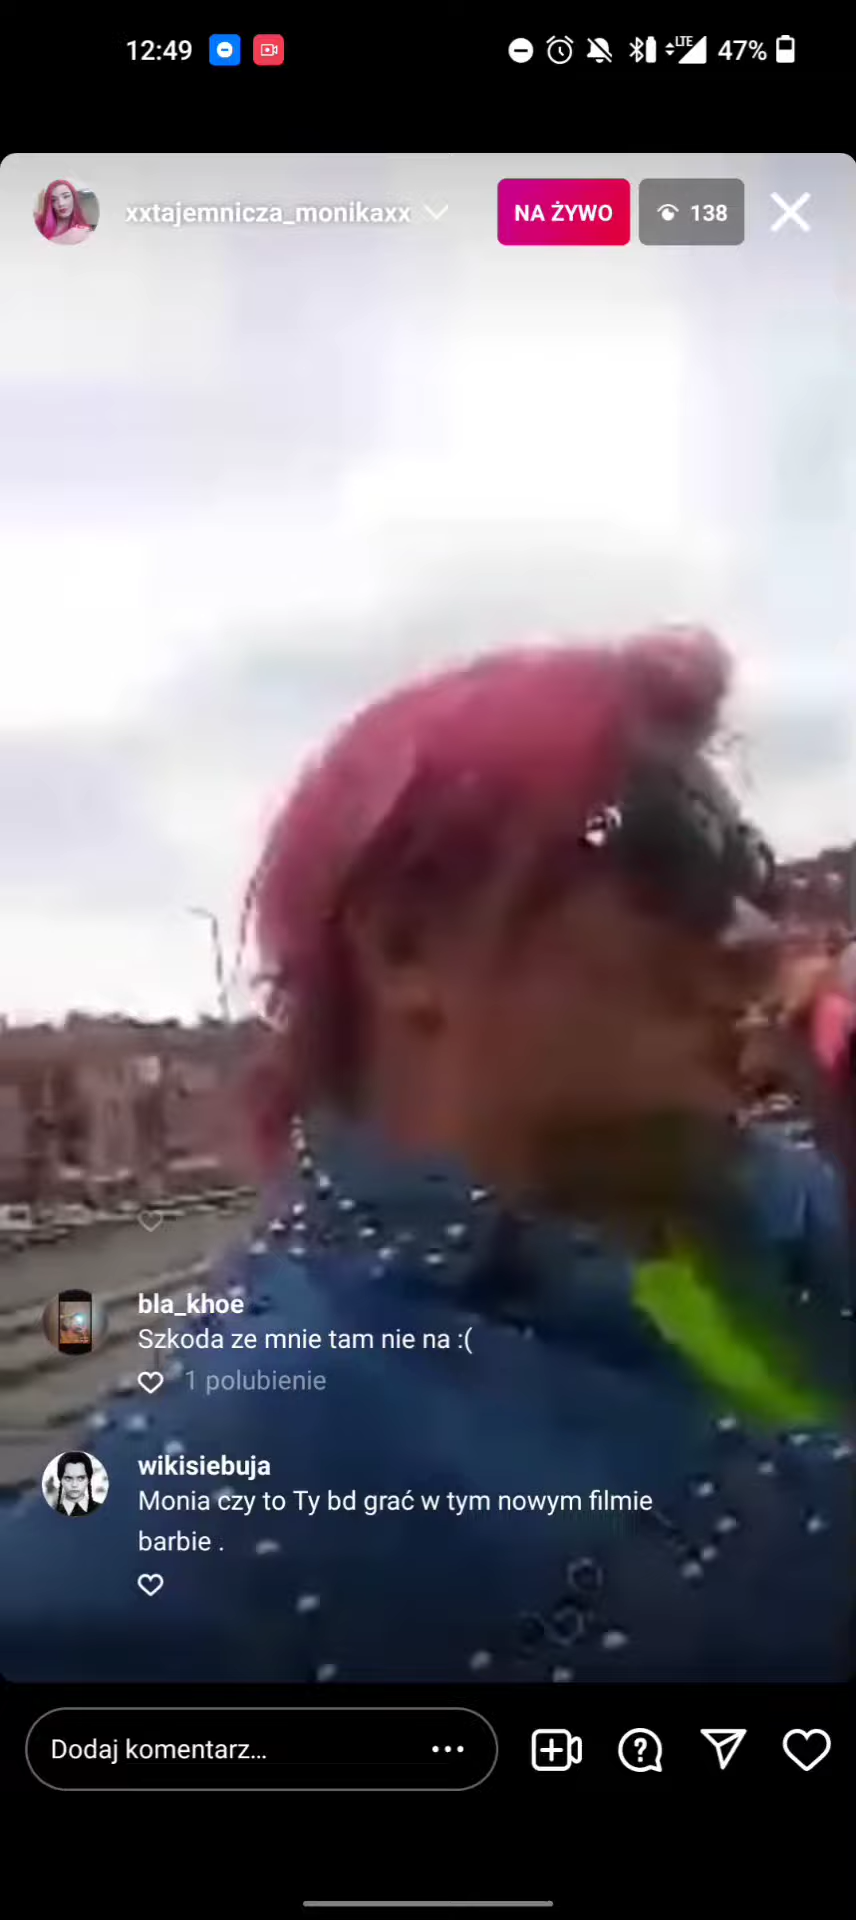 12:49
LTE 47%
xxtajemnicza_monikaxx
NA ŻYWO
138
bla_khoe
Szkoda ze mnie tam nie na :(
1 polubienie
wikisiebuja
Monia czy to Ty bd grać w tym nowym filmie
barbie .
Dodaj komentarz...